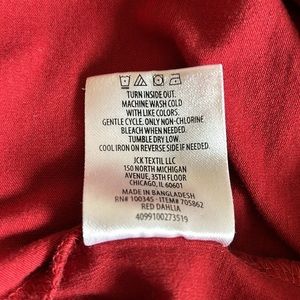 TURN INSIDE OUT.
MACHINE WASH COLD
WITH LIKE COLORS.
GENTLE CYCLE. ONLY NON-CHLORINE
BLEACH WHEN NEEDED.
TUMBLE DRY LOW.
COOL IRON ON REVERSE SIDE IF NEEDED
JCK TEXTIL LLC
150 NORTH MICHIGAN
AVENUE, 35TH FLOOR
CHICAGO, IL 60601
MADE IN BANGLADESH
RN# 100345 - ITEM# 705862
RED DAHLIA
4099100273519